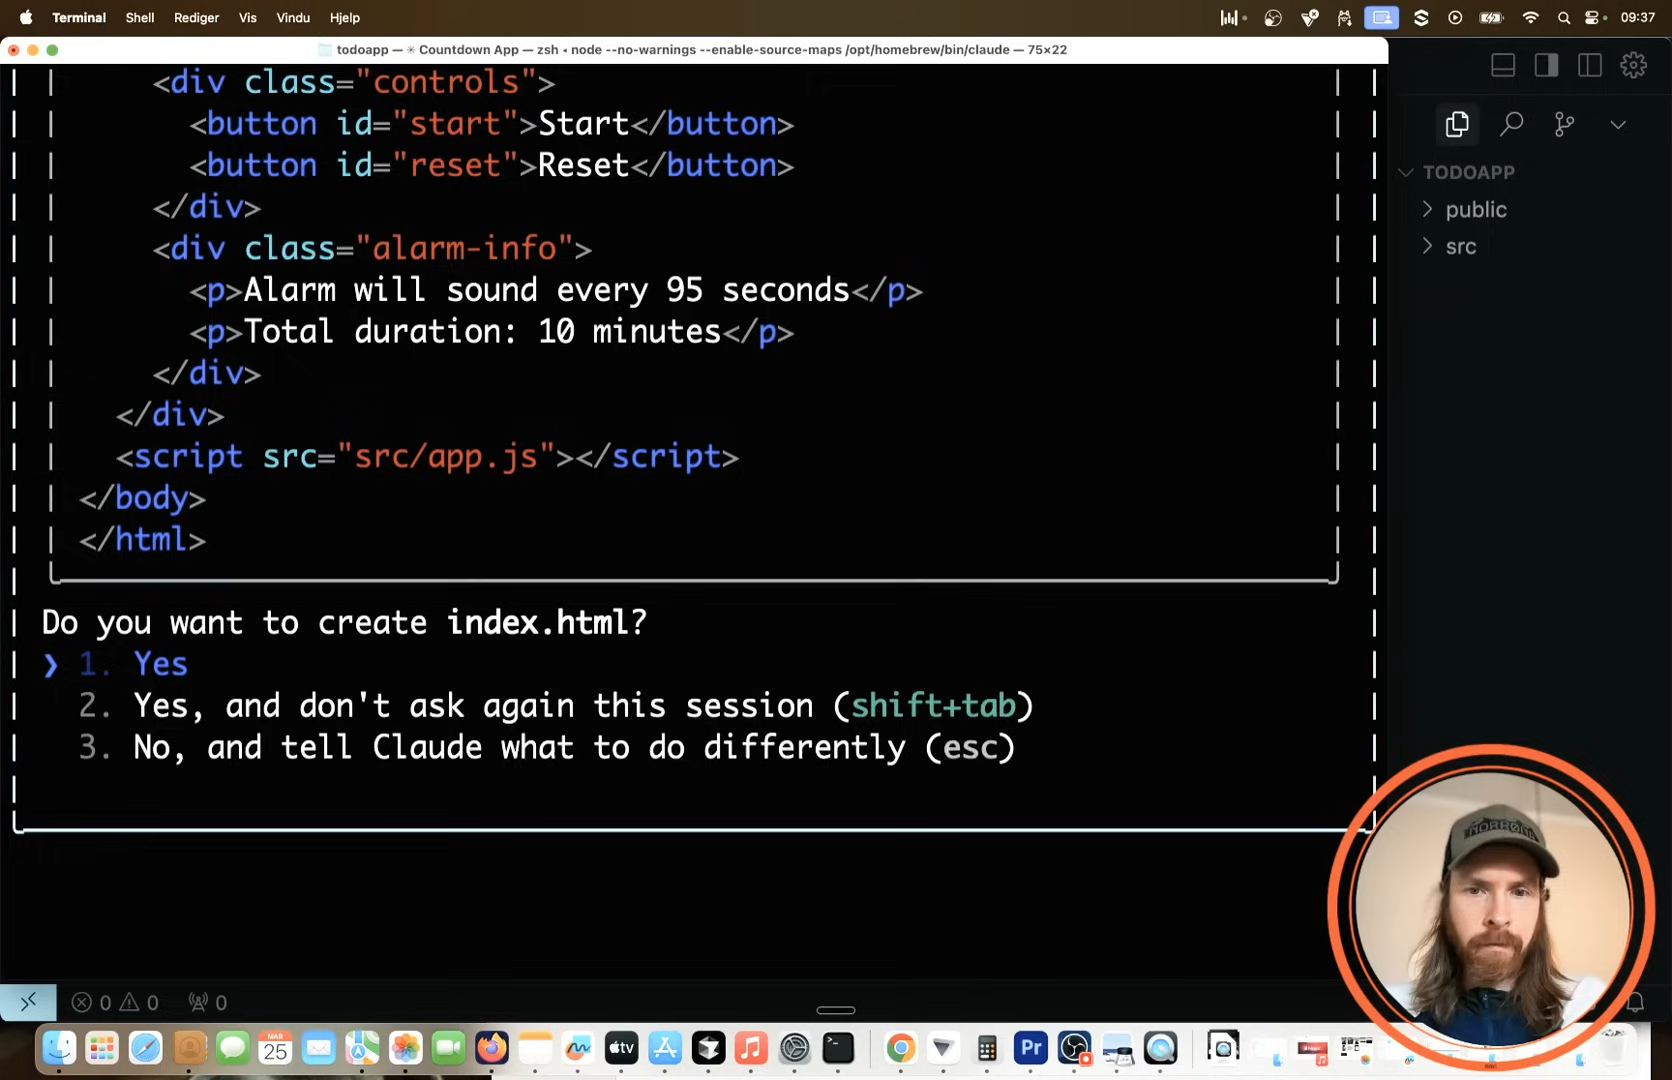 Terminal Shell Rediger Vis Vindu Hjelp 09:37
todoapp — ✳ Countdown App — zsh ◂ node --no-warnings --enable-source-maps /opt/homebrew/bin/claude — 75×22
<div class="controls">
<button id="start">Start</button>
<button id="reset">Reset</button>
</div>
<div class="alarm-info">
<p>Alarm will sound every 95 seconds</p>
<p>Total duration: 10 minutes</p>
</div>
</div>
<script src="src/app.js"></script>
</body>
</html>
Do you want to create index.html?
❯ 1. Yes
2. Yes, and don't ask again this session (shift+tab)
3. No, and tell Claude what to do differently (esc)
TODOAPP
public
src
0 0 0
MAR
25
tv
Pr